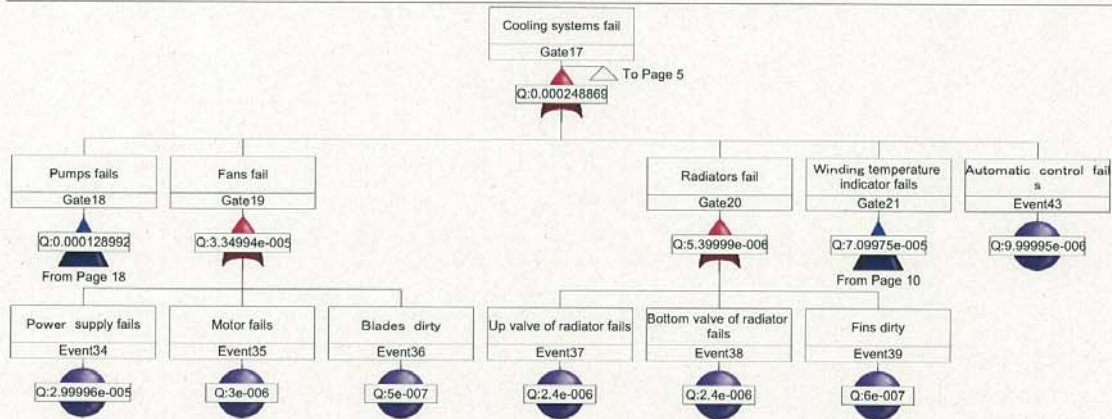 Cooling systems fail
Gate17
To Page 5
Q:0.000248869
Pumps fails
Gate18
Q:0.000128992
From Page 18
Fans fail
Gate19
Q:3.34994e-005
Radiators fail
Gate20
Q:5.39999e-006
Winding temperature
indicator fails
Gate21
Q:7.09975e-005
From Page 10
Automatic control fail
s
Event43
Q:9.99995e-006
Power supply fails
Event34
Q:2.99996e-005
Motor fails
Event35
Q:3e-006
Blades dirty
Event36
Q:5e-007
Up valve of radiator fails
Event37
Q:2.4e-006
Bottom valve of radiator
fails
Event38
Q:2.4e-006
Fins dirty
Event39
Q:6e-007